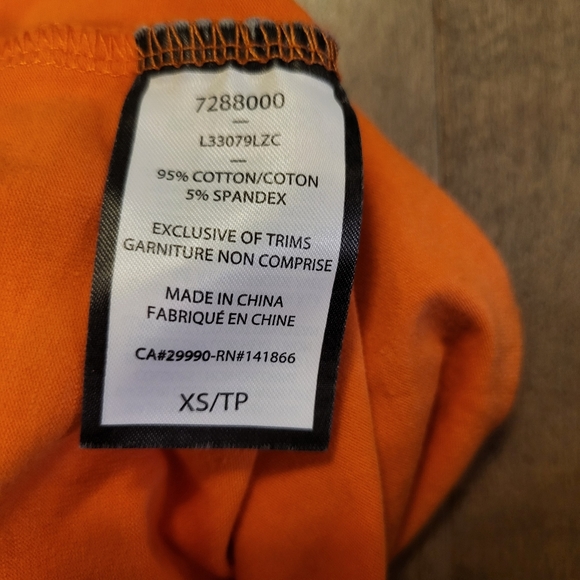 7288000
—
L33079LZC
—
95% COTTON/COTON
5% SPANDEX
EXCLUSIVE OF TRIMS
GARNITURE NON COMPRISE
MADE IN CHINA
FABRIQUÉ EN CHINE
CA#29990-RN#141866
XS/TP